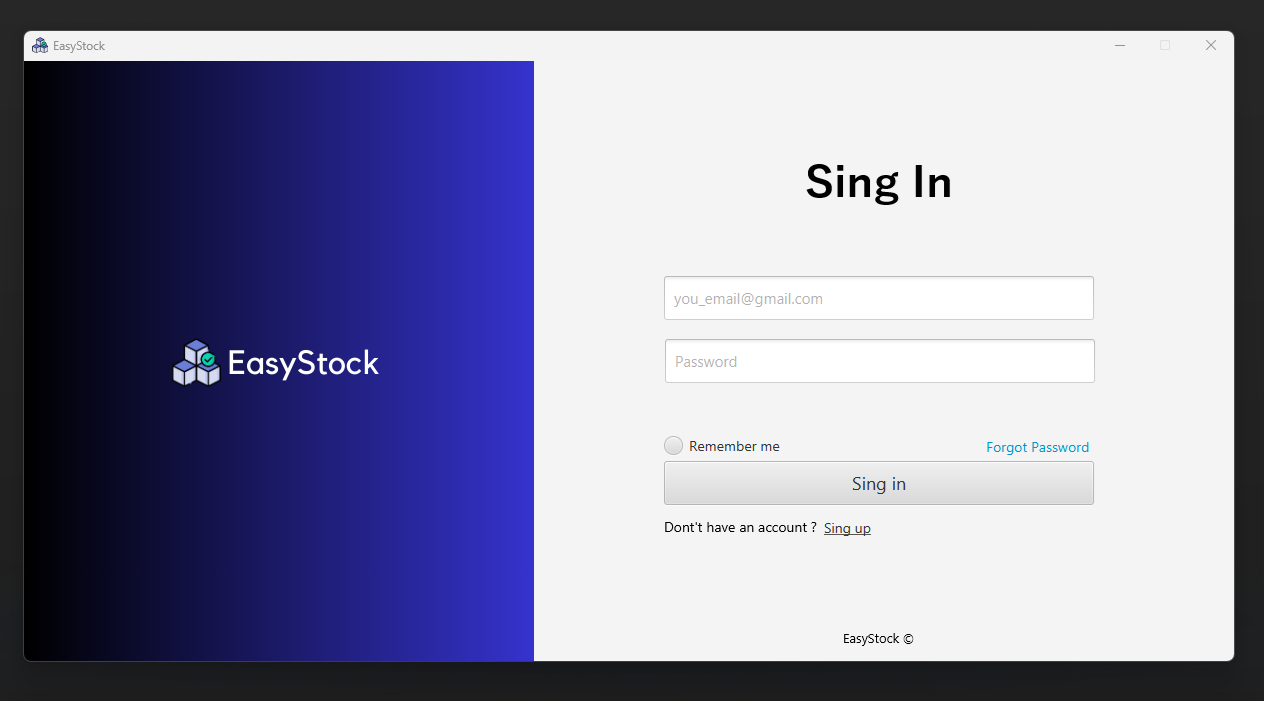 EasyStock
EasyStock
Sing In
you_email@gmail.com
Password
Remember me
Forgot Password
Sing in
Dont't have an account ? Sing up
EasyStock ©